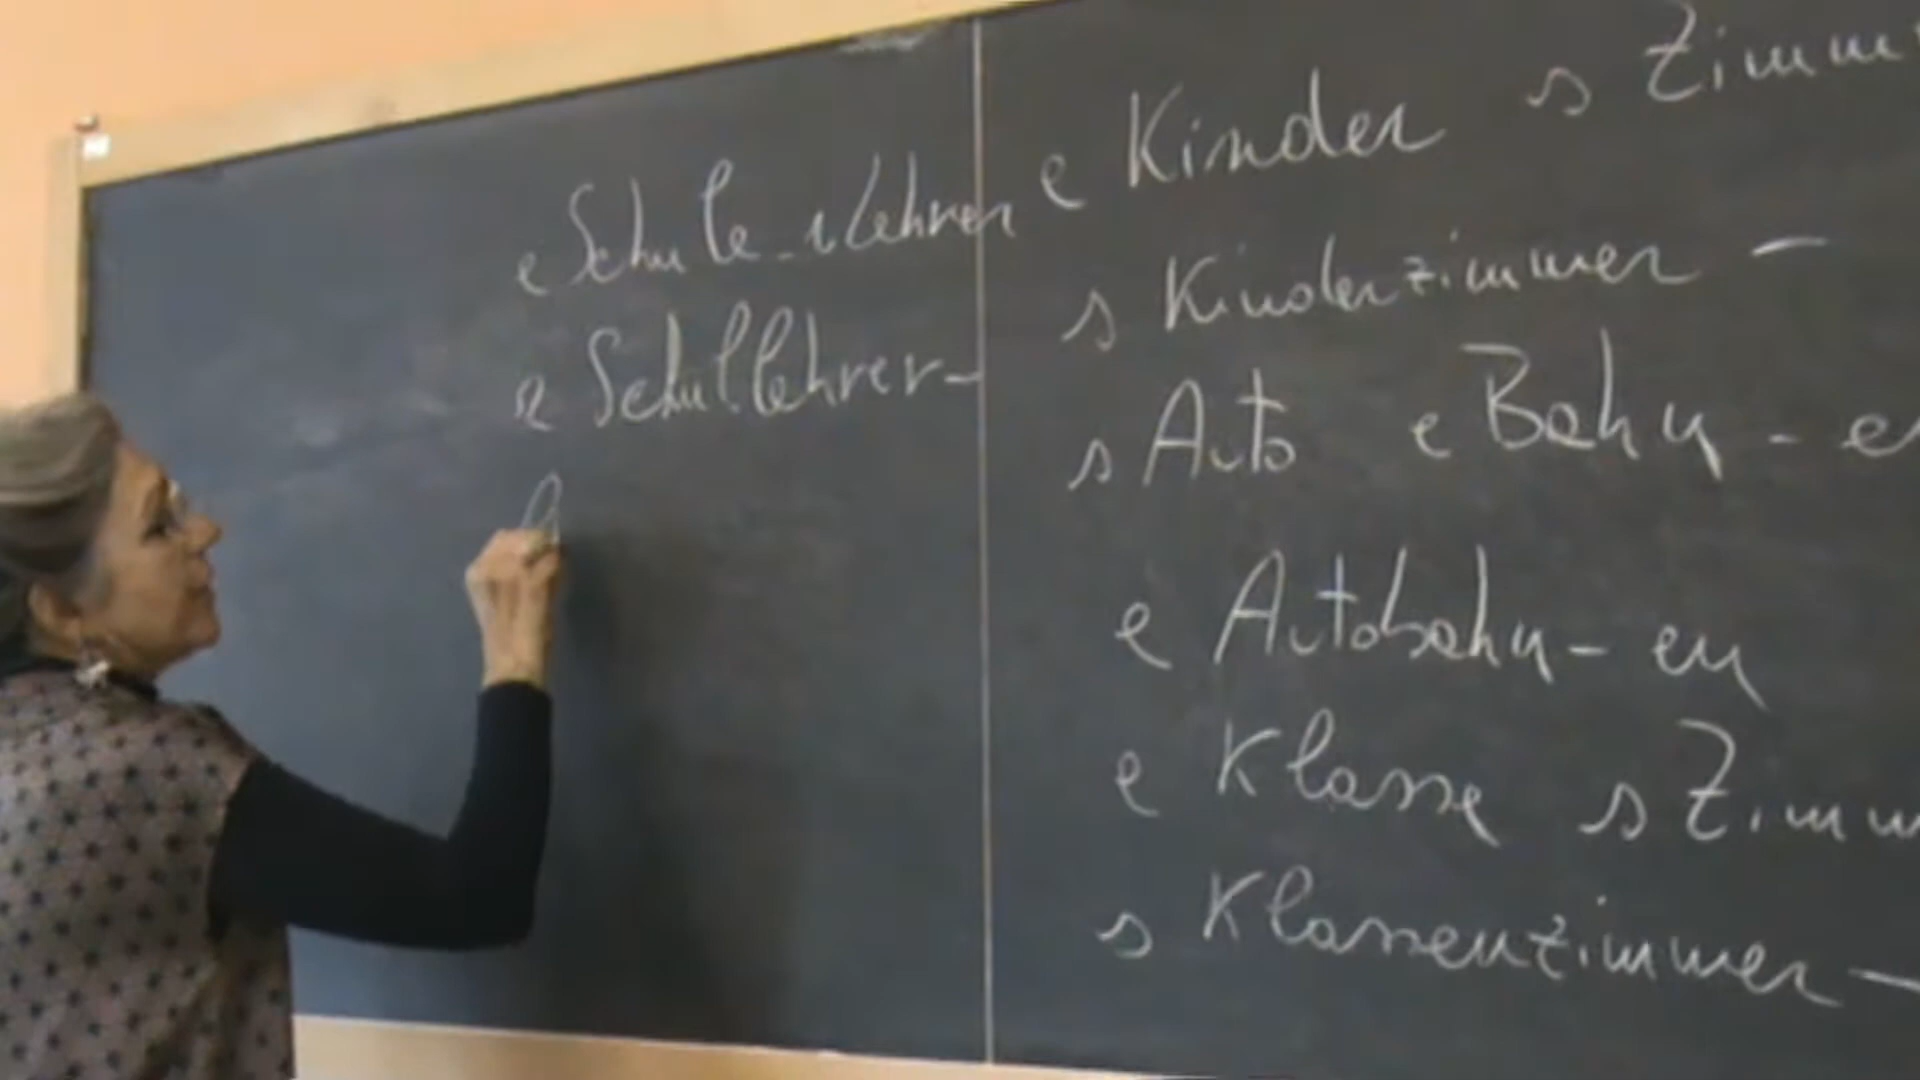 e Schule - r Lehrer
r Schullehrer -
e Kinder s Zimm
s Kinderzimmer -
s Auto e Bahn - en
e Autobahn - en
e Klasse s Zimm
s Klassenzimmer -